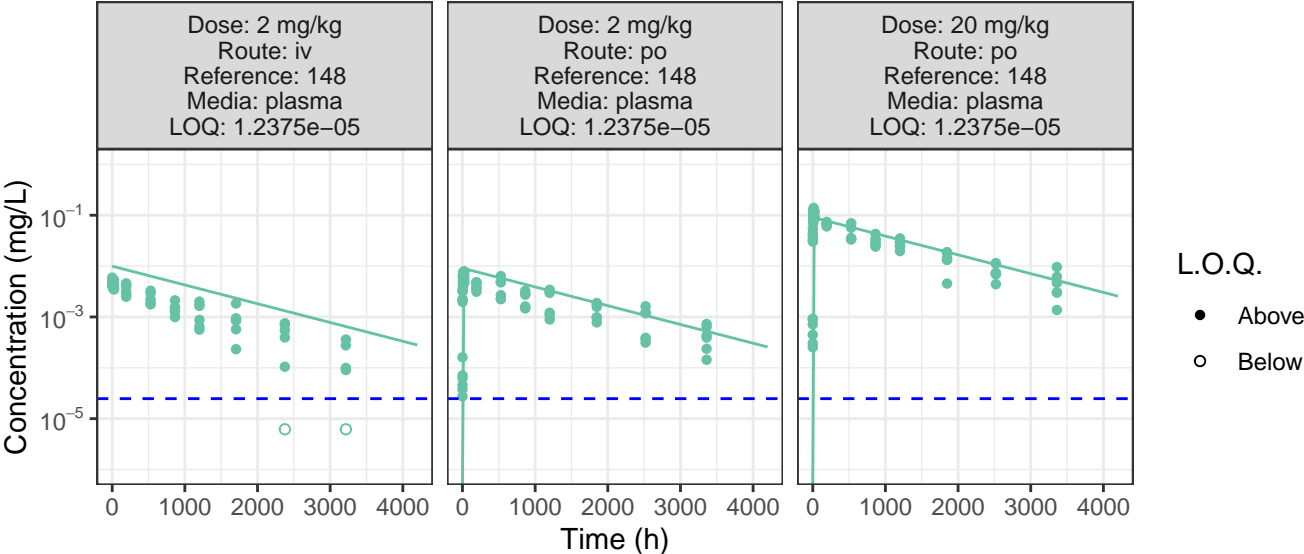 Dose: 2 mg/kg
Route: iv
Reference: 148
Media: plasma
LOQ: 1.2375e−05
Dose: 2 mg/kg
Route: po
Reference: 148
Media: plasma
LOQ: 1.2375e−05
Dose: 20 mg/kg
Route: po
Reference: 148
Media: plasma
LOQ: 1.2375e−05
Concentration (mg/L)
10⁻¹
10⁻³
10⁻⁵
0 1000 2000 3000 4000
0 1000 2000 3000 4000
0 1000 2000 3000 4000
Time (h)
L.O.Q.
Above
Below